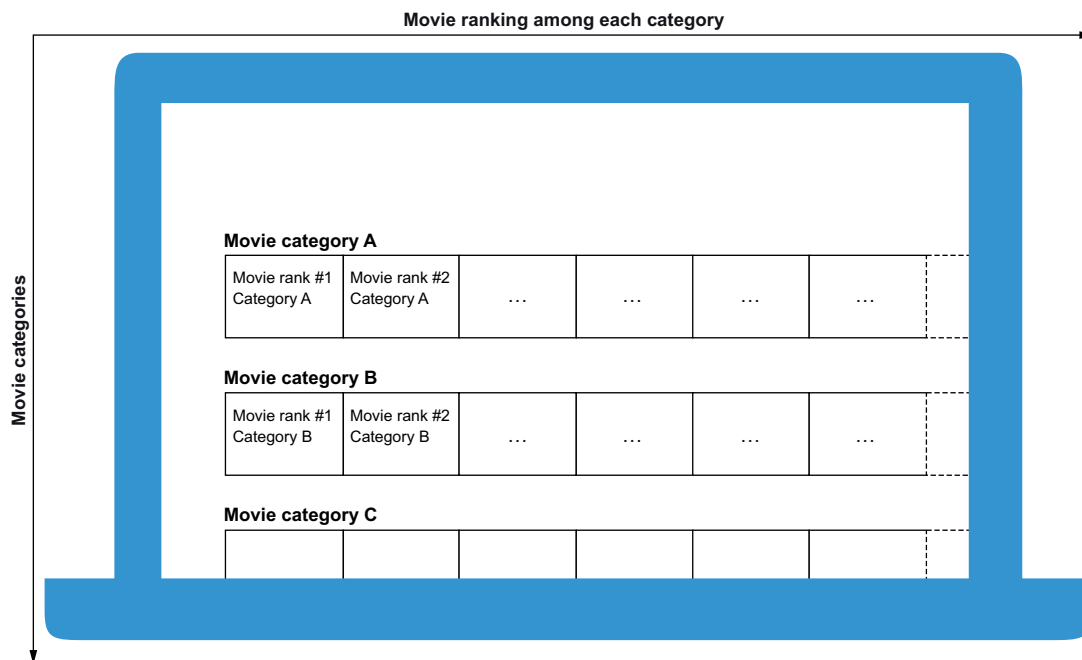 Movie ranking among each category
Movie categories
Movie category A
Movie rank #1
Category A
Movie rank #2
Category A
...
...
...
...
Movie category B
Movie rank #1
Category B
Movie rank #2
Category B
...
...
...
...
Movie category C